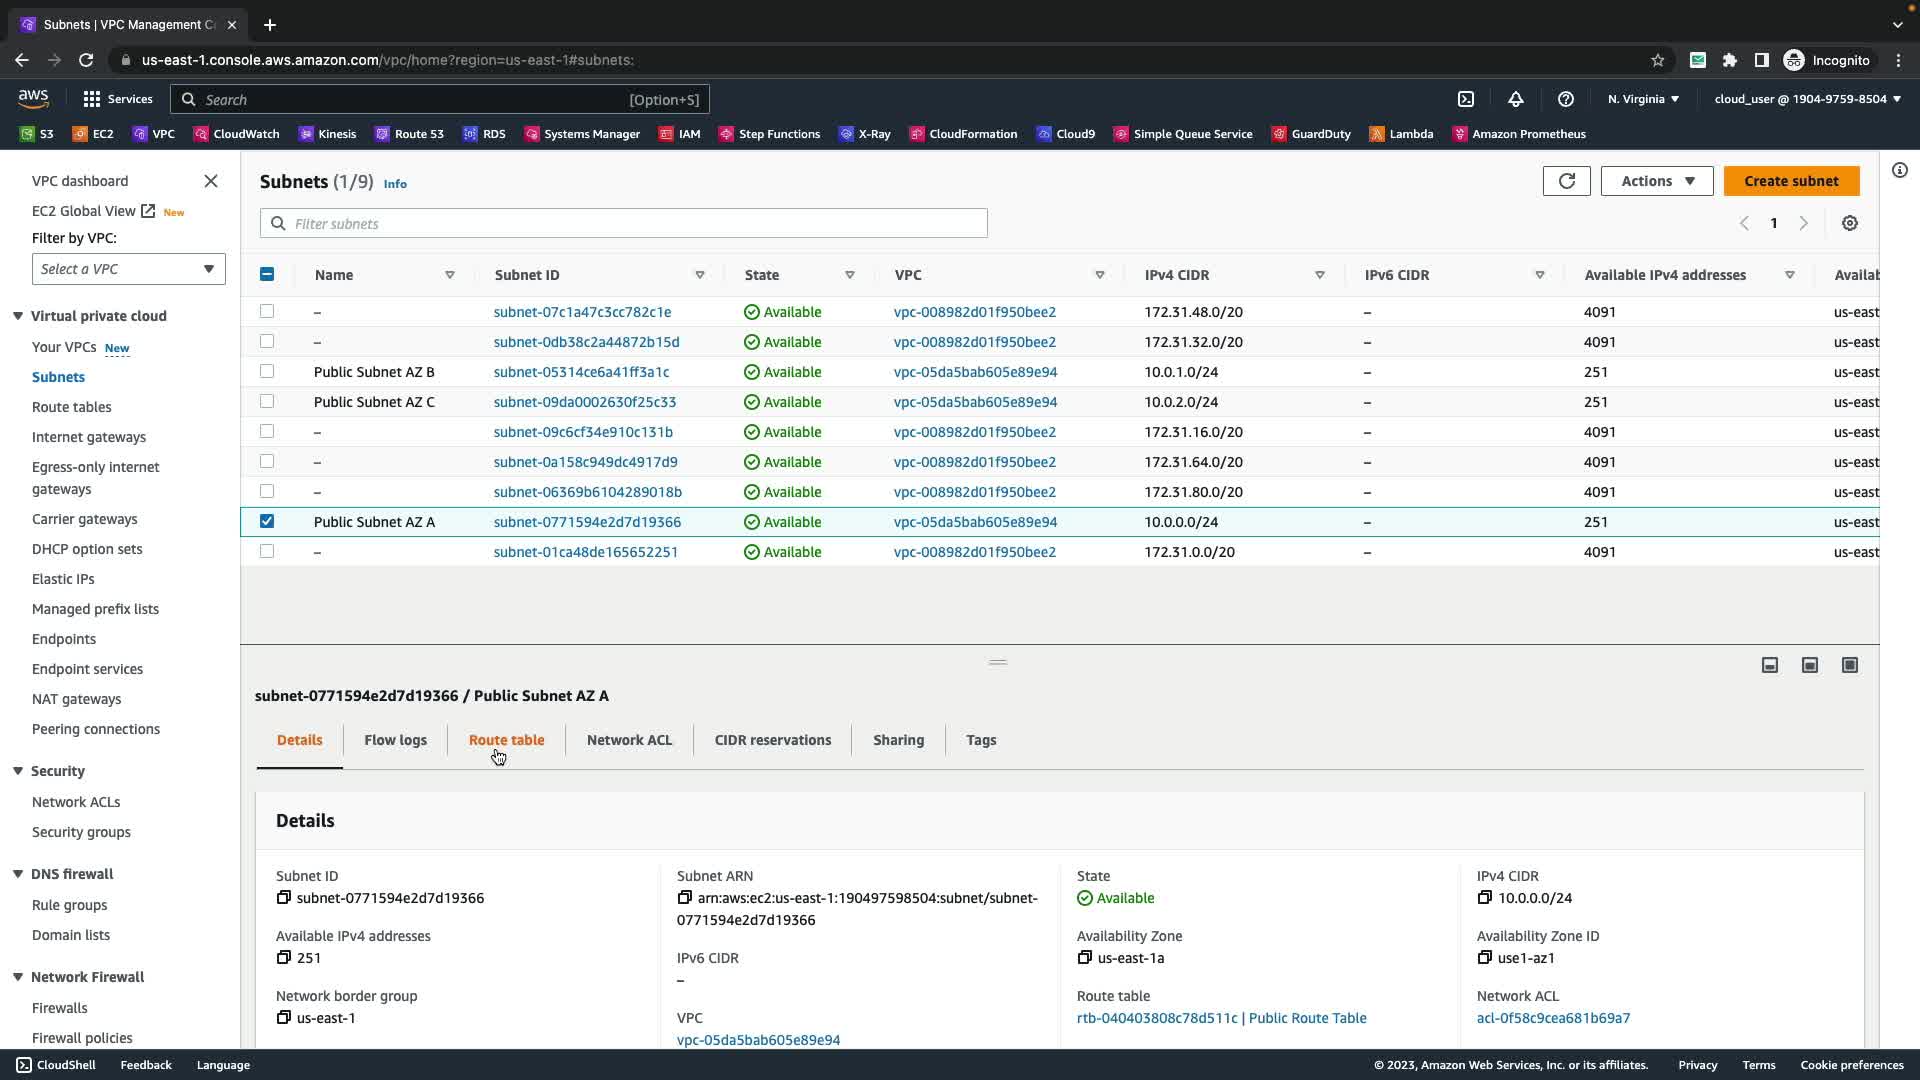 Subnets | VPC Management C
us-east-1.console.aws.amazon.com/vpc/home?region=us-east-1#subnets:
Incognito
aws
Services
Search
[Option+S]
N. Virginia
cloud_user @ 1904-9759-8504
S3
EC2
VPC
CloudWatch
Kinesis
Route 53
RDS
Systems Manager
IAM
Step Functions
X-Ray
CloudFormation
Cloud9
Simple Queue Service
GuardDuty
Lambda
Amazon Prometheus
VPC dashboard
EC2 Global View New
Filter by VPC:
Select a VPC
Virtual private cloud
Your VPCs New
Subnets
Route tables
Internet gateways
Egress-only internet
gateways
Carrier gateways
DHCP option sets
Elastic IPs
Managed prefix lists
Endpoints
Endpoint services
NAT gateways
Peering connections
Security
Network ACLs
Security groups
DNS firewall
Rule groups
Domain lists
Network Firewall
Firewalls
Firewall policies
Subnets (1/9) Info
Actions
Create subnet
Filter subnets
1
Name Subnet ID State VPC IPv4 CIDR IPv6 CIDR Available IPv4 addresses Availab
– subnet-07c1a47c3cc782c1e Available vpc-008982d01f950bee2 172.31.48.0/20 – 4091 us-east
– subnet-0db38c2a44872b15d Available vpc-008982d01f950bee2 172.31.32.0/20 – 4091 us-east
Public Subnet AZ B subnet-05314ce6a41ff3a1c Available vpc-05da5bab605e89e94 10.0.1.0/24 – 251 us-east
Public Subnet AZ C subnet-09da0002630f25c33 Available vpc-05da5bab605e89e94 10.0.2.0/24 – 251 us-east
– subnet-09c6cf34e910c131b Available vpc-008982d01f950bee2 172.31.16.0/20 – 4091 us-east
– subnet-0a158c949dc4917d9 Available vpc-008982d01f950bee2 172.31.64.0/20 – 4091 us-east
– subnet-06369b6104289018b Available vpc-008982d01f950bee2 172.31.80.0/20 – 4091 us-east
Public Subnet AZ A subnet-0771594e2d7d19366 Available vpc-05da5bab605e89e94 10.0.0.0/24 – 251 us-east
– subnet-01ca48de165652251 Available vpc-008982d01f950bee2 172.31.0.0/20 – 4091 us-east
subnet-0771594e2d7d19366 / Public Subnet AZ A
Details
Flow logs
Route table
Network ACL
CIDR reservations
Sharing
Tags
Details
Subnet ID
subnet-0771594e2d7d19366
Available IPv4 addresses
251
Network border group
us-east-1
Subnet ARN
arn:aws:ec2:us-east-1:190497598504:subnet/subnet-
0771594e2d7d19366
IPv6 CIDR
–
VPC
vpc-05da5bab605e89e94
State
Available
Availability Zone
us-east-1a
Route table
rtb-040403808c78d511c | Public Route Table
IPv4 CIDR
10.0.0.0/24
Availability Zone ID
use1-az1
Network ACL
acl-0f58c9cea681b69a7
CloudShell
Feedback
Language
© 2023, Amazon Web Services, Inc. or its affiliates.
Privacy
Terms
Cookie preferences